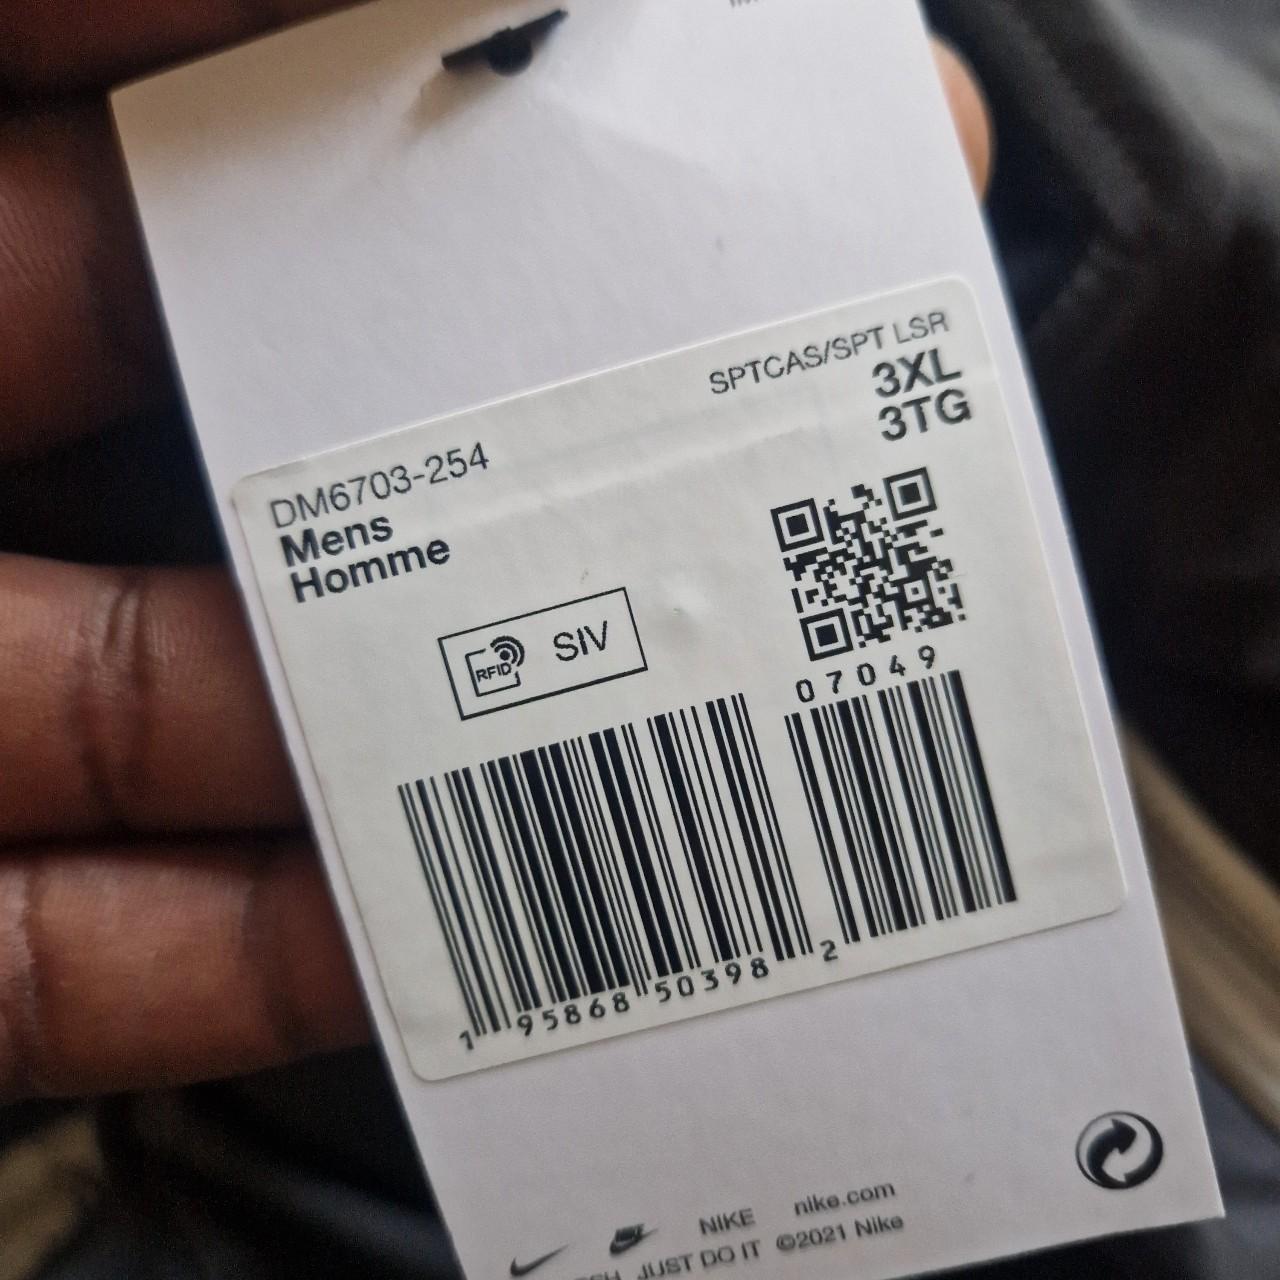 SPTCAS/SPT LSR
3XL
3TG
DM6703-254
Mens
Homme
RFID SIV
07049
1 95868 50398 2
NIKE nike.com
JUST DO IT ©2021 Nike